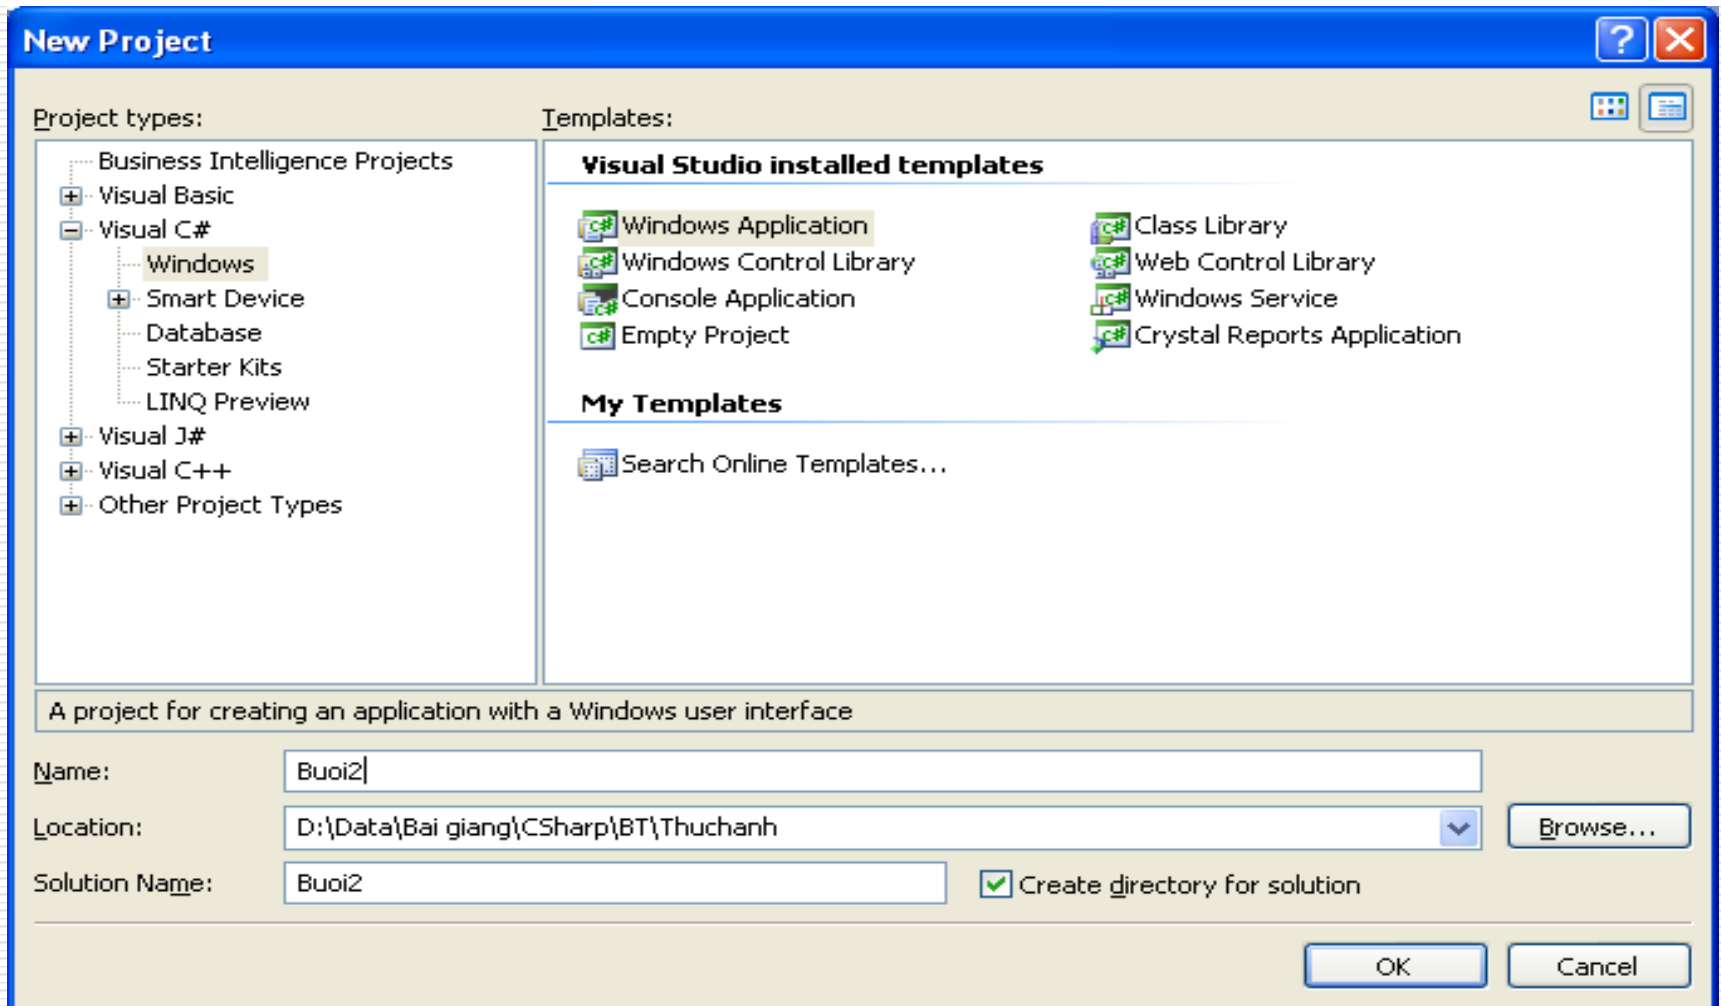 New Project
Project types:
Templates:
Business Intelligence Projects
Visual Basic
Visual C#
Windows
Smart Device
Database
Starter Kits
LINQ Preview
Visual J#
Visual C++
Other Project Types
Visual Studio installed templates
Windows Application
Class Library
Windows Control Library
Web Control Library
Console Application
Windows Service
Empty Project
Crystal Reports Application
My Templates
Search Online Templates...
A project for creating an application with a Windows user interface
Name:
Buoi2
Location:
D:\Data\Bai giang\CSharp\BT\Thuchanh
Browse...
Solution Name:
Buoi2
Create directory for solution
OK
Cancel